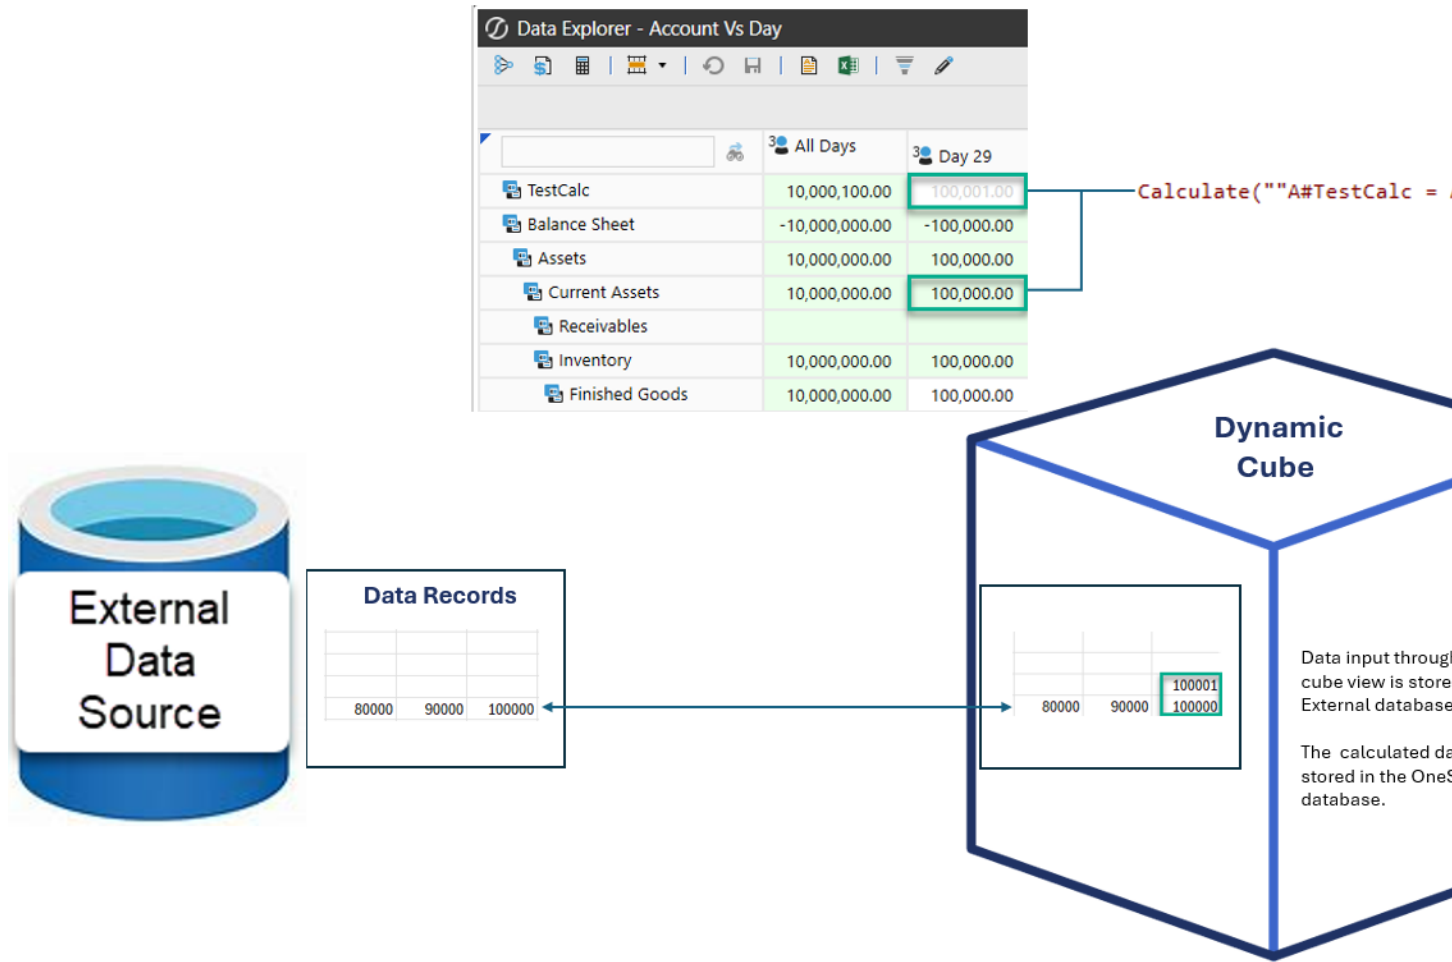 Data Explorer - Account Vs Day
All Days
Day 29
TestCalc 10,000,100.00 100,001.00
Balance Sheet -10,000,000.00 -100,000.00
Assets 10,000,000.00 100,000.00
Current Assets 10,000,000.00 100,000.00
Receivables
Inventory 10,000,000.00 100,000.00
Finished Goods 10,000,000.00 100,000.00
Calculate(""A#TestCalc =
Dynamic
Cube
External
Data
Source
Data Records
80000 90000 100000
100001
80000 90000 100000
Data input through
cube view is store
External database
The calculated da
stored in the OneS
database.